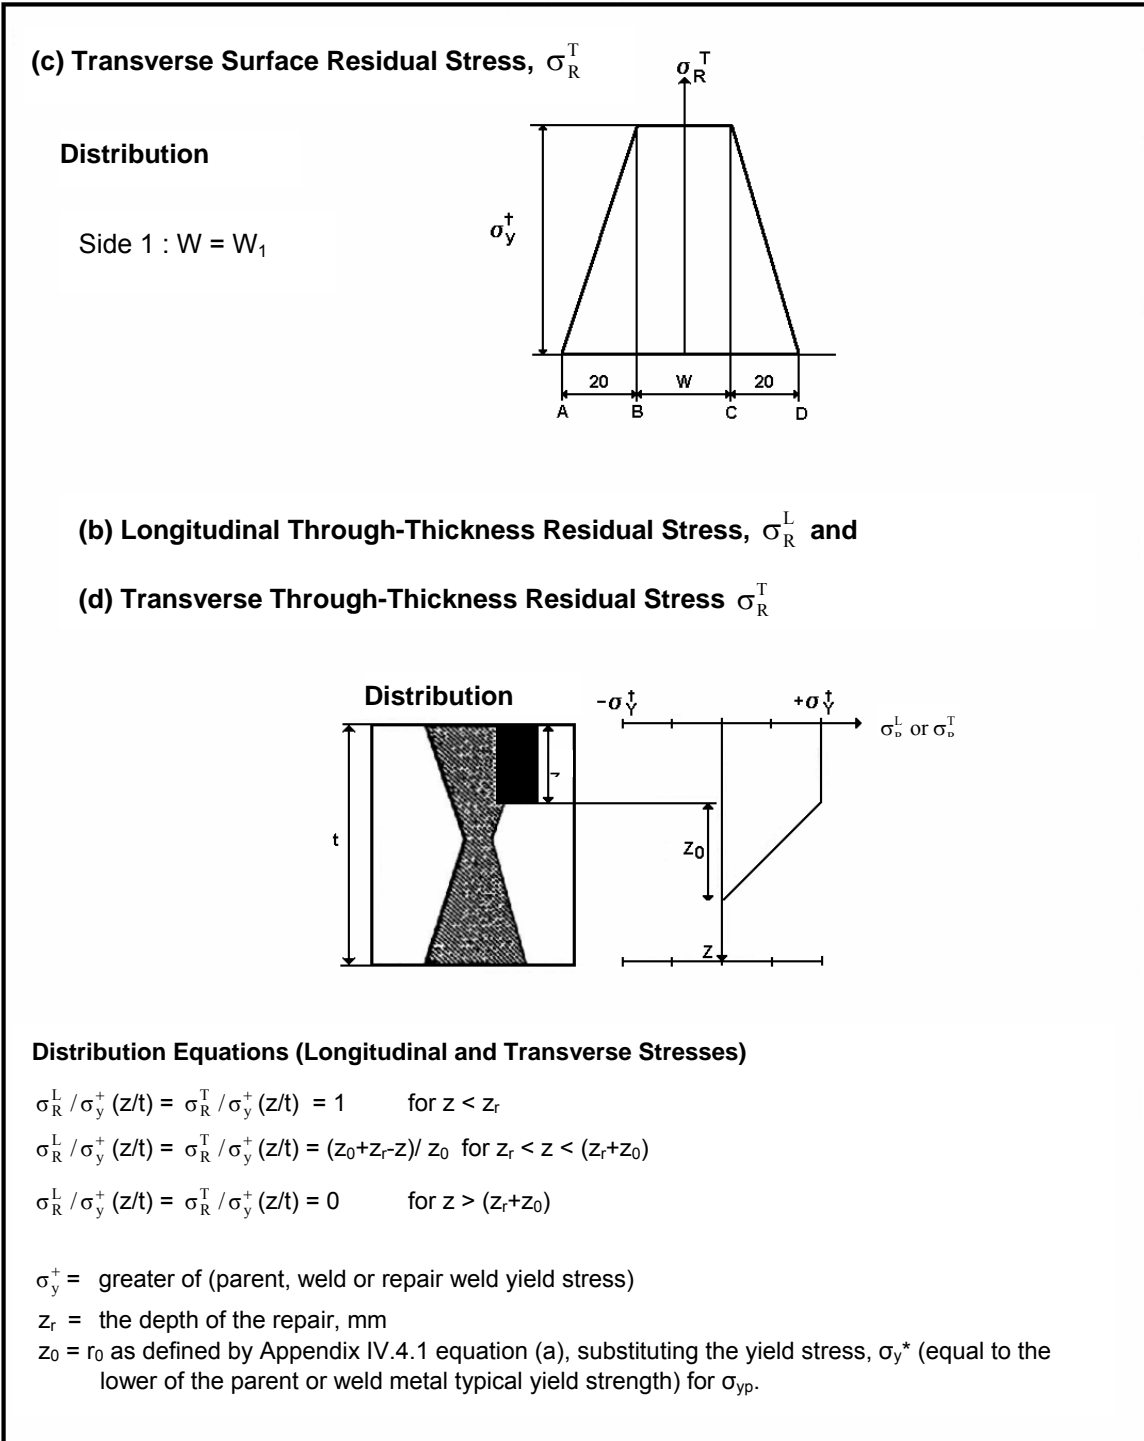 (c) Transverse Surface Residual Stress, σ_R^T
σ_R^T
Distribution
Side 1 : W = W₁
σ_y^†
20 W 20
A B C D
(b) Longitudinal Through-Thickness Residual Stress, σ_R^L and
(d) Transverse Through-Thickness Residual Stress σ_R^T
Distribution
-σ_Y^† +σ_Y^†
σ^L or σ^T
t
z₀
z
Distribution Equations (Longitudinal and Transverse Stresses)
σ_R^L /σ_y^+ (z/t) = σ_R^T /σ_y^+ (z/t) = 1 for z < z_r
σ_R^L /σ_y^+ (z/t) = σ_R^T /σ_y^+ (z/t) = (z₀+z_r-z)/ z₀ for z_r < z < (z_r+z₀)
σ_R^L /σ_y^+ (z/t) = σ_R^T /σ_y^+ (z/t) = 0 for z > (z_r+z₀)
σ_y^+ = greater of (parent, weld or repair weld yield stress)
z_r = the depth of the repair, mm
z₀ = r₀ as defined by Appendix IV.4.1 equation (a), substituting the yield stress, σ_y* (equal to the
lower of the parent or weld metal typical yield strength) for σ_yp.